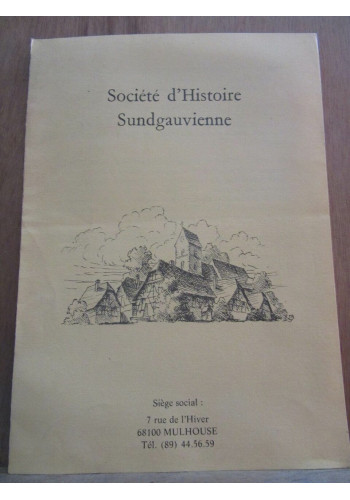 Société d'Histoire
Sundgauvienne
Siège social :
7 rue de l'Hiver
68100 MULHOUSE
Tél. (89) 44.56.59